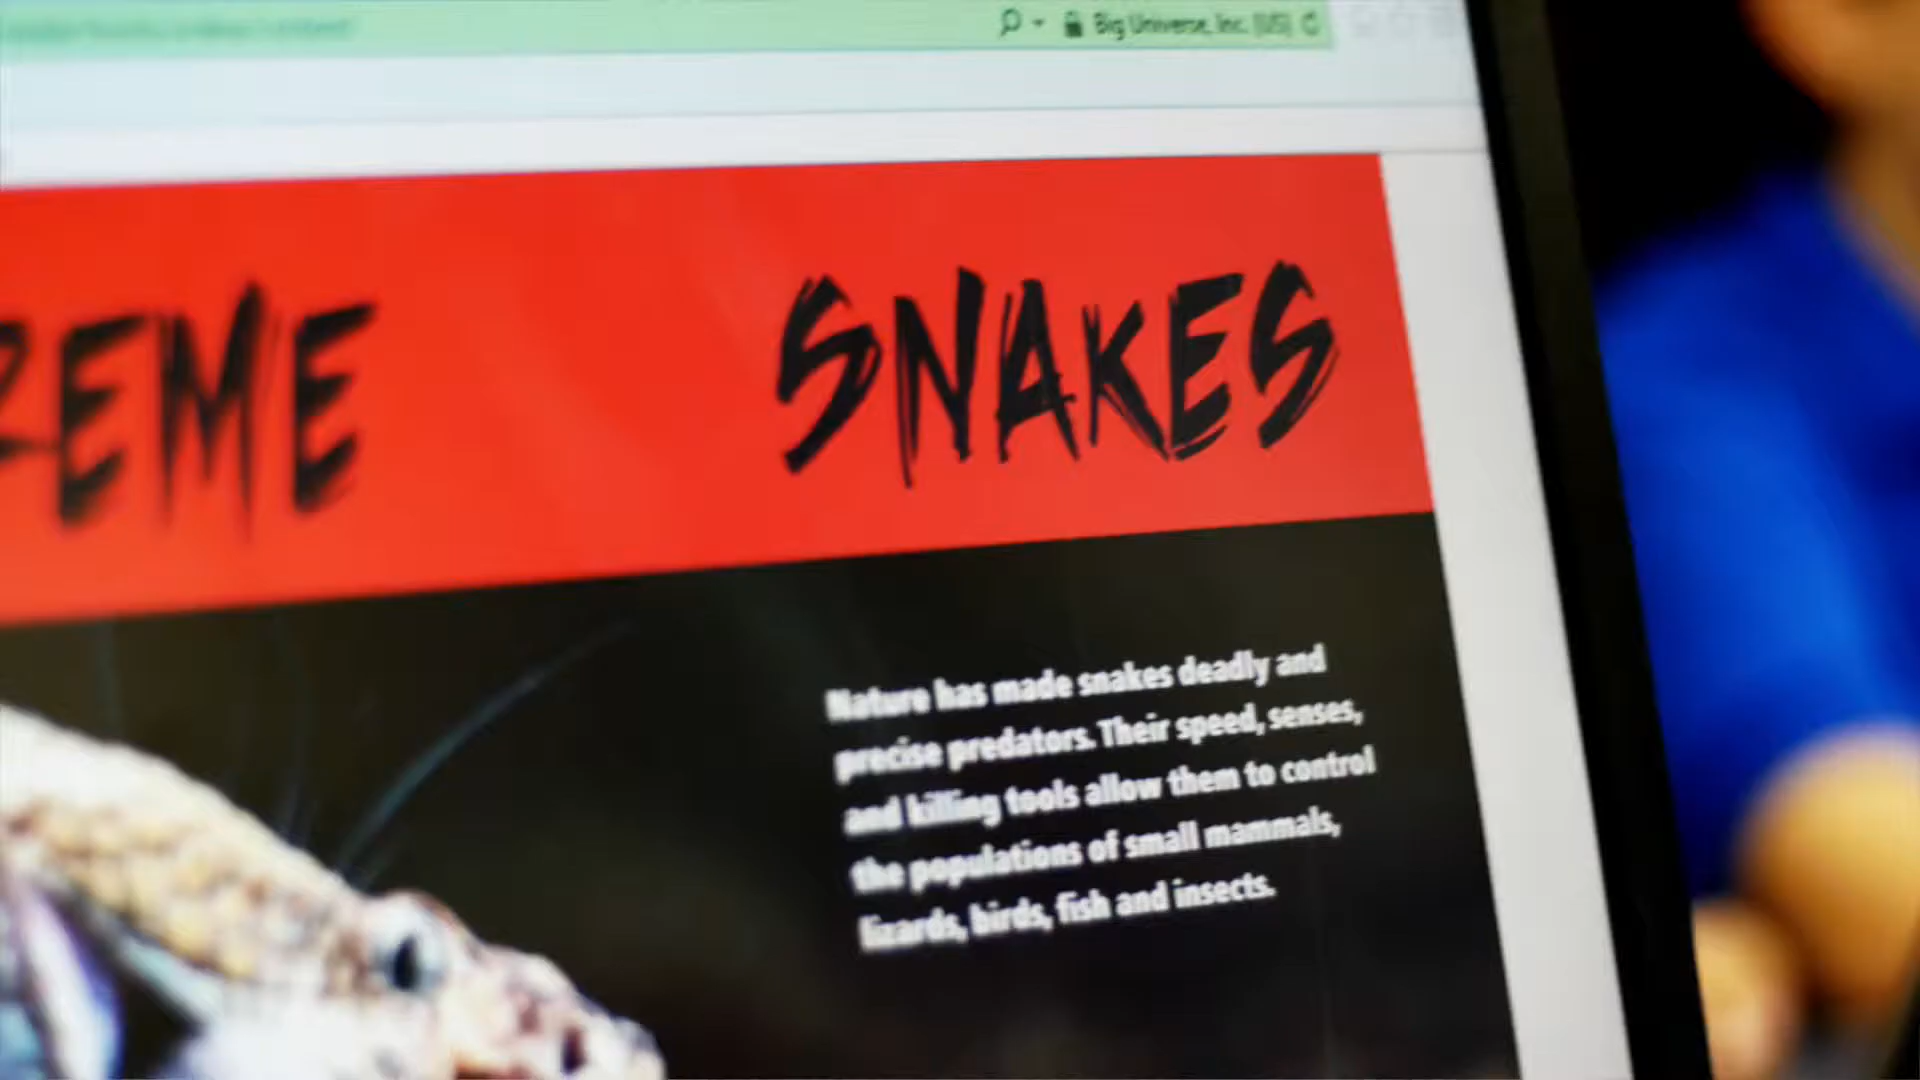 Big Universe, Inc. (US)
REME SNAKES
Nature has made snakes deadly and
precise predators. Their speed, senses,
and killing tools allow them to control
the populations of small mammals,
lizards, birds, fish and insects.